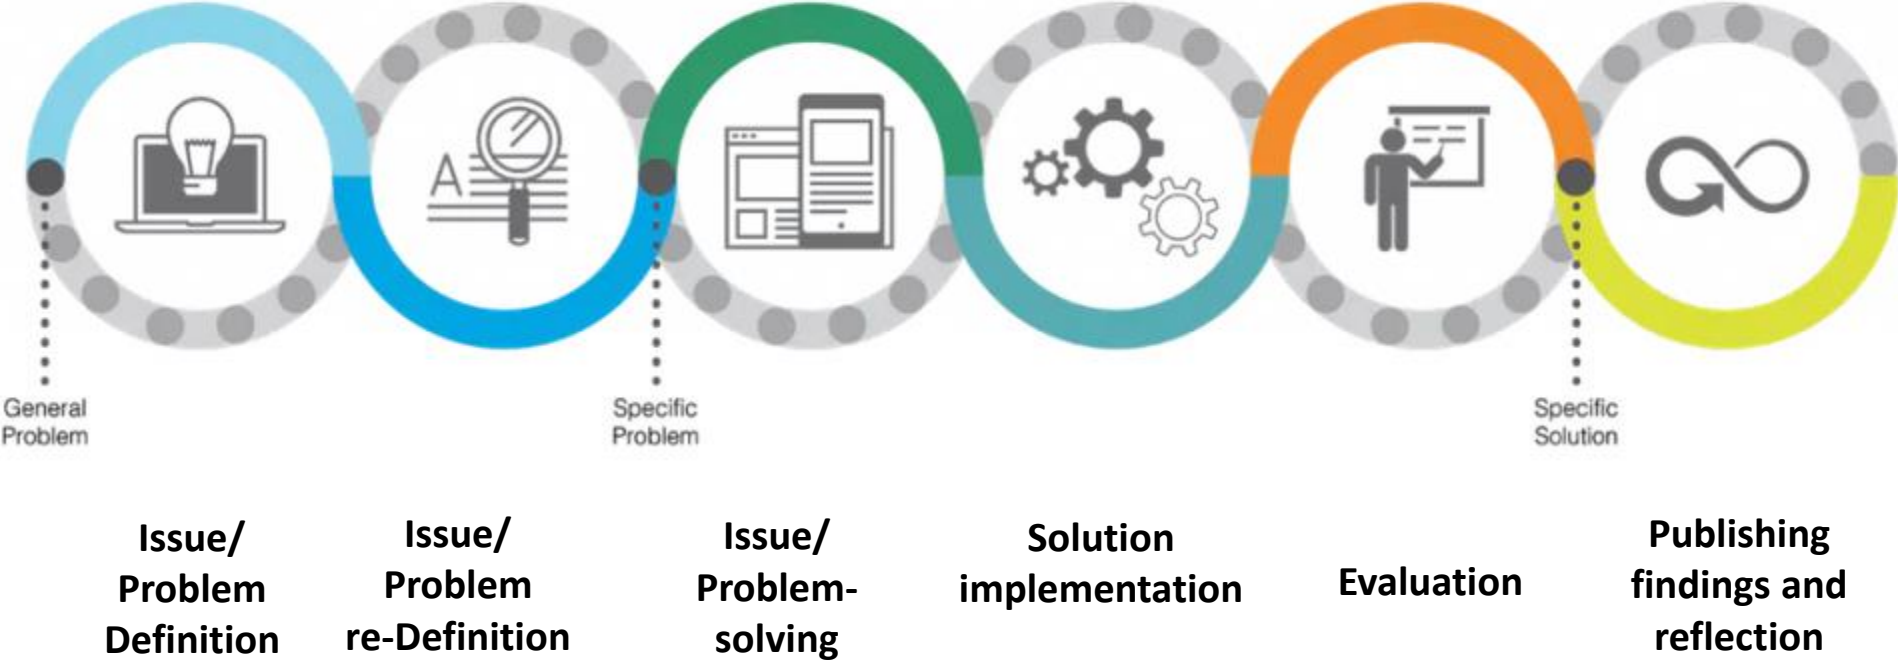 General
Problem
Specific
Problem
Specific
Solution
A
Issue/
Problem
Definition
Issue/
Problem
re-Definition
Issue/
Problem-
solving
Solution
implementation
Evaluation
Publishing
findings and
reflection